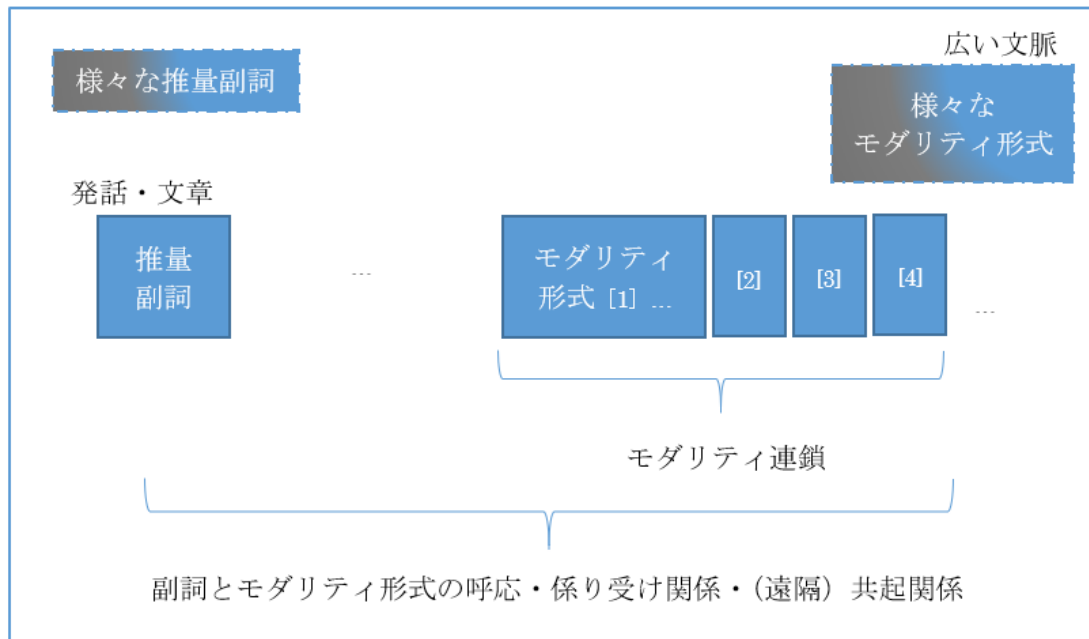 広い文脈
様々な推量副詞
様々な
モダリティ形式
発話・文章
推量
副詞
…
モダリティ
形式 [1] …
[2]
[3]
[4]
…
モダリティ連鎖
副詞とモダリティ形式の呼応・係り受け関係・(遠隔) 共起関係